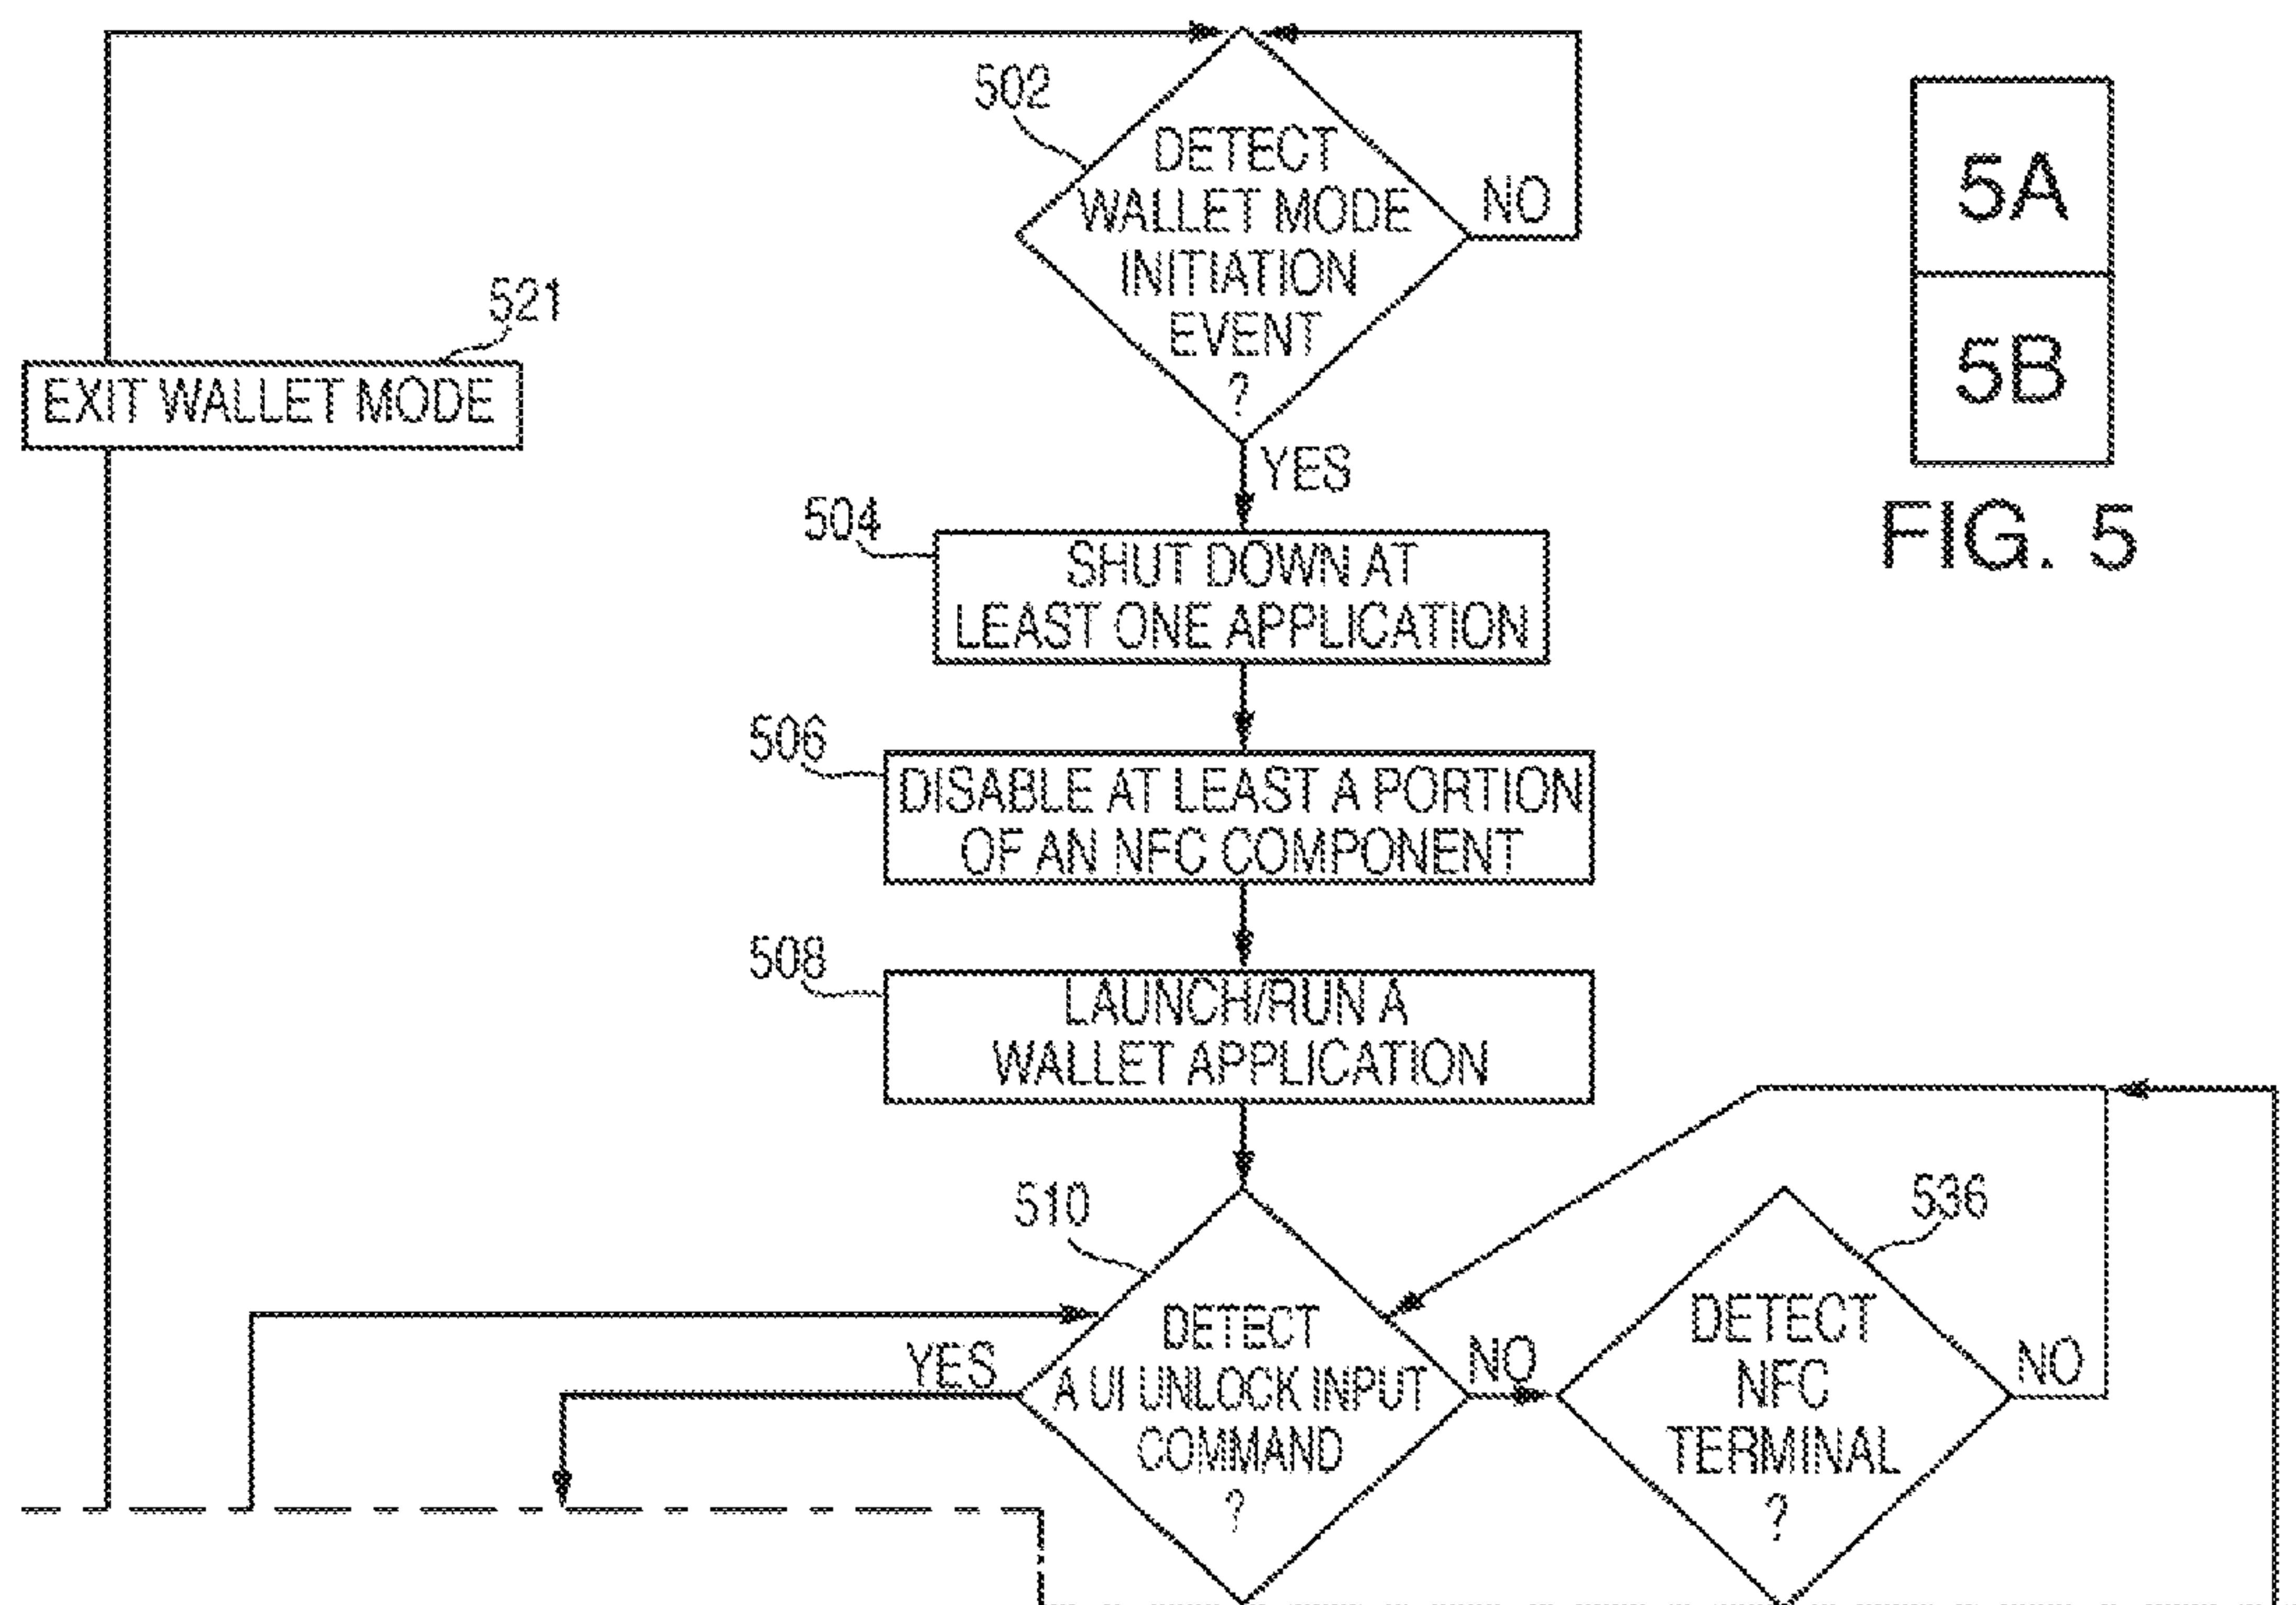 502
DETECT
WALLET MODE
INITIATION
EVENT
?
NO
YES
5A
5B
FIG. 5
521
EXIT WALLET MODE
504
SHUT DOWN AT
LEAST ONE APPLICATION
506
DISABLE AT LEAST A PORTION
OF AN NFC COMPONENT
508
LAUNCH/RUN A
WALLET APPLICATION
510
DETECT
A UI UNLOCK INPUT
COMMAND
?
YES
NO
536
DETECT
NFC
TERMINAL
?
NO